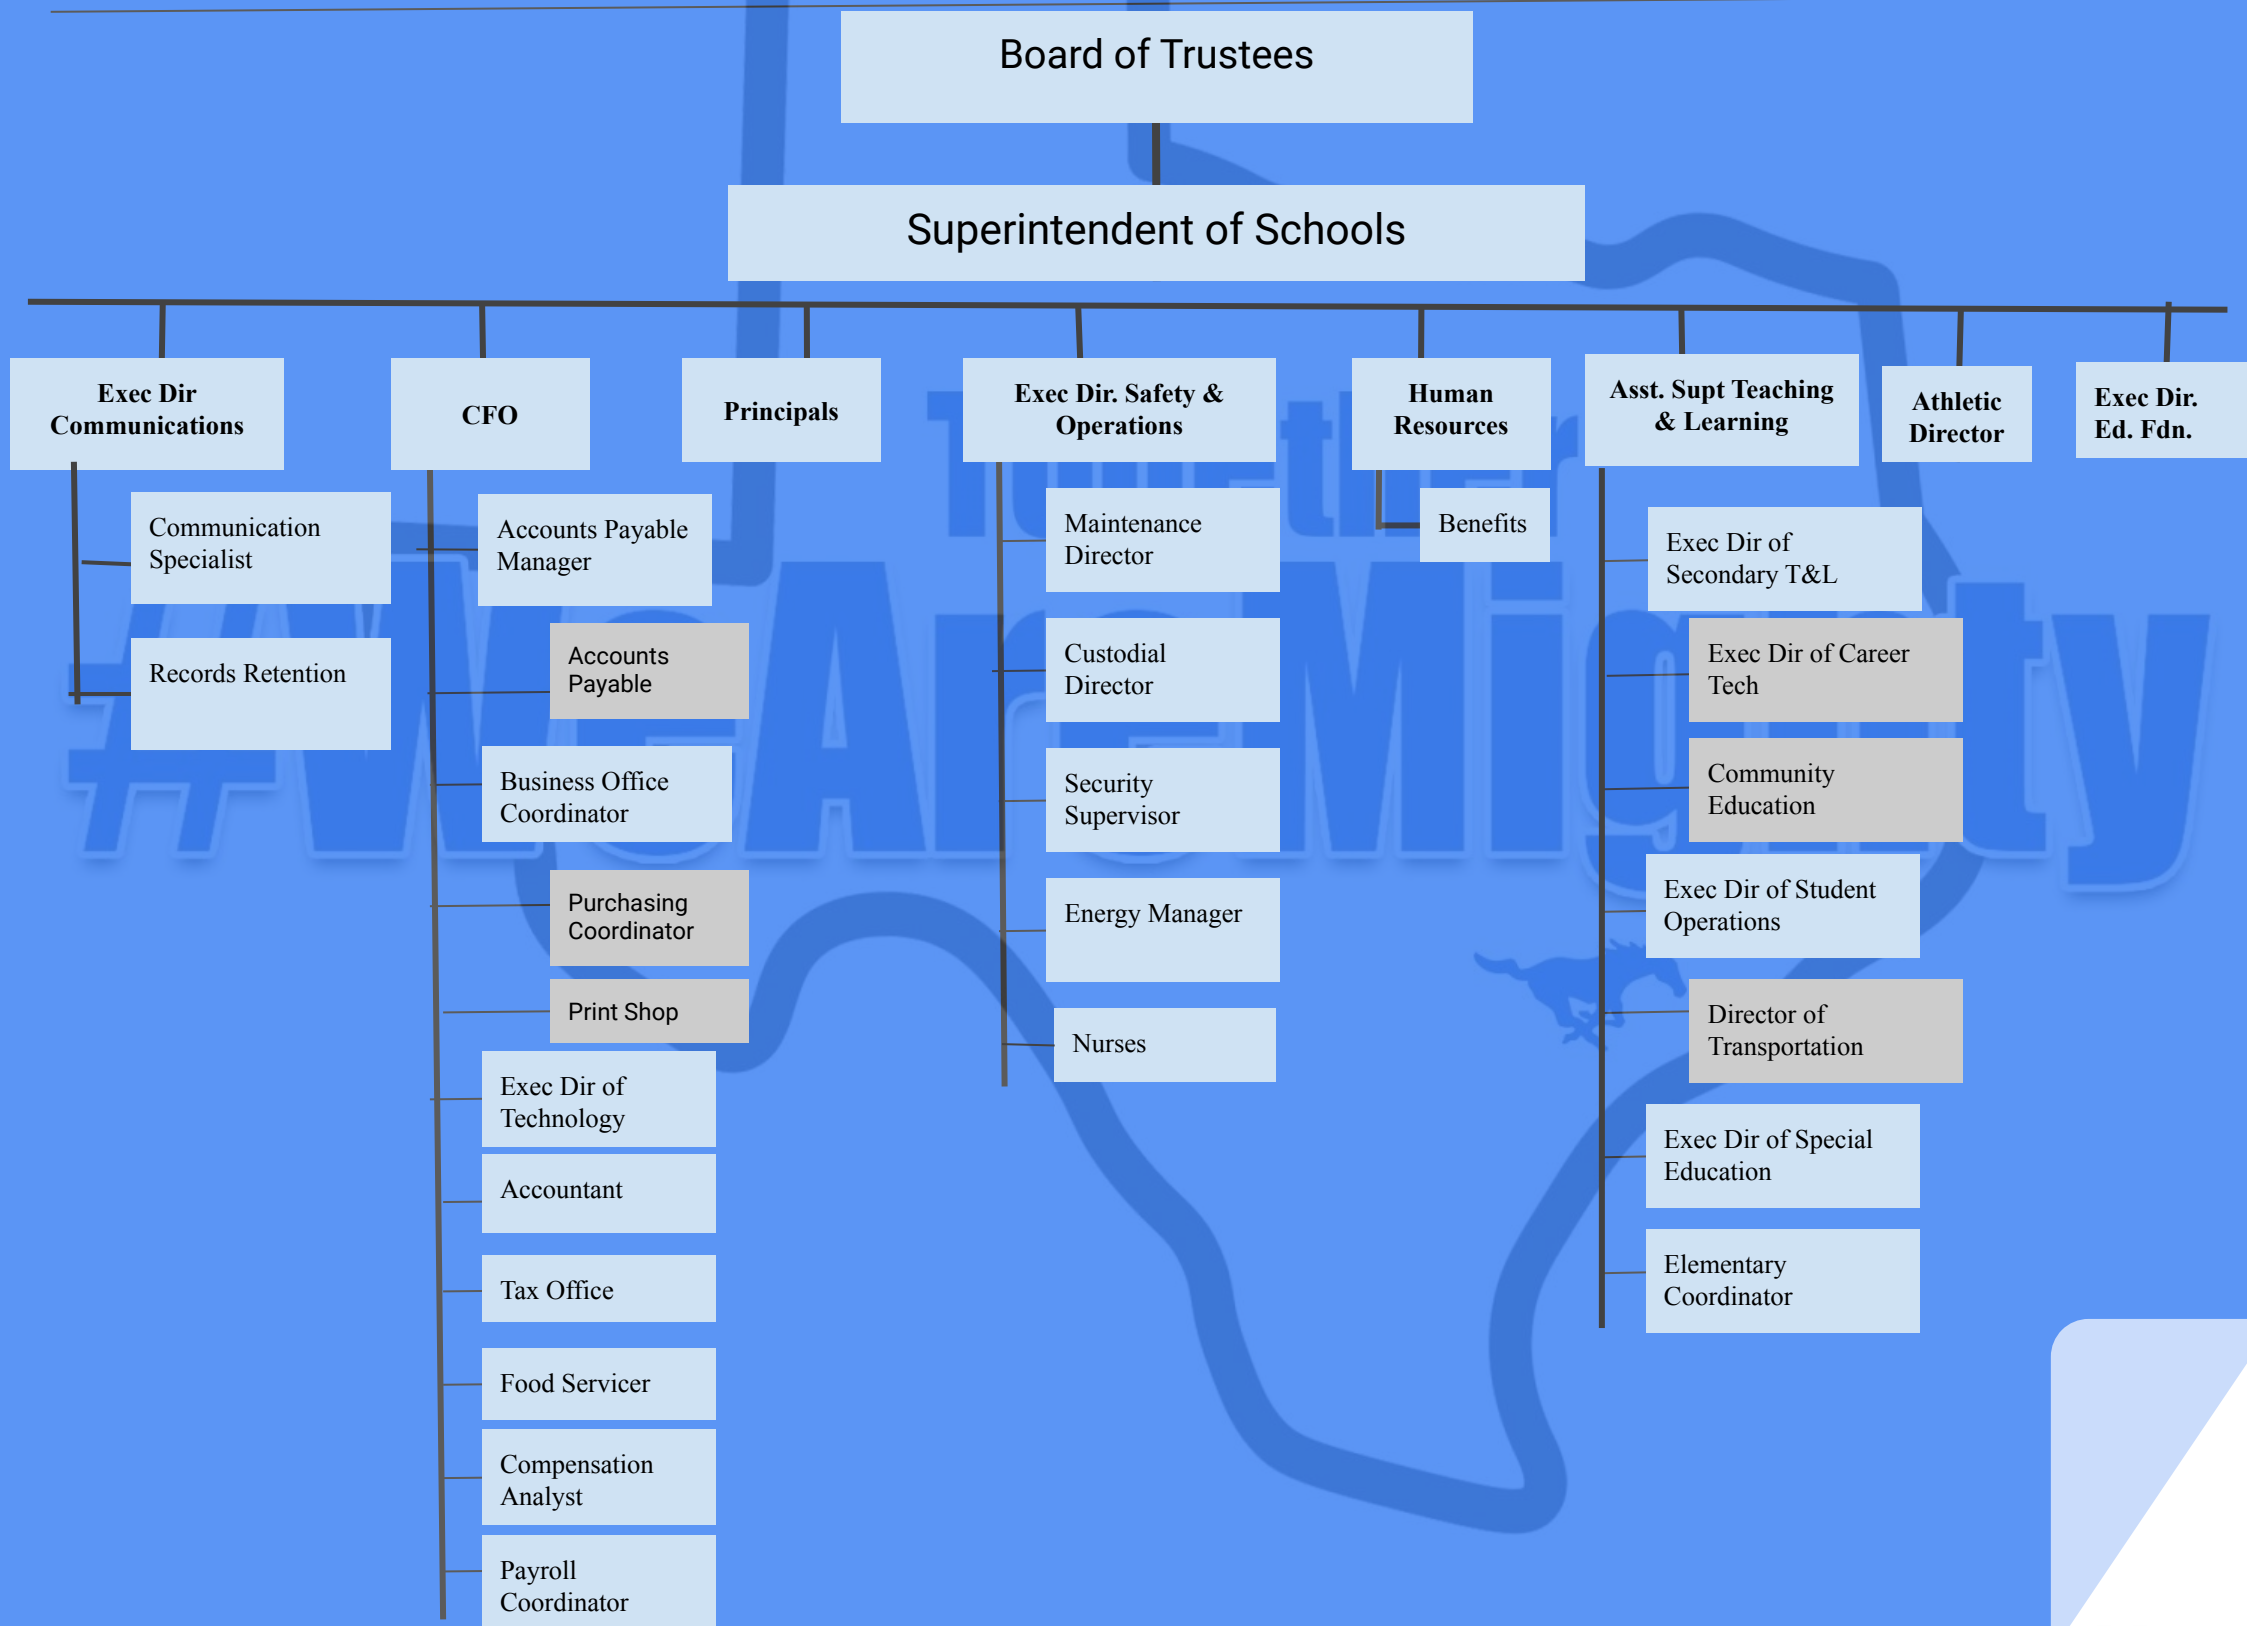 Board of Trustees
Superintendent of Schools
Exec Dir
Communications
CFO
Principals
Exec Dir. Safety &
Operations
Human
Resources
Asst. Supt Teaching
& Learning
Athletic
Director
Exec Dir.
Ed. Fdn.
Communication
Specialist
Records Retention
Accounts Payable
Manager
Accounts
Payable
Business Office
Coordinator
Purchasing
Coordinator
Print Shop
Exec Dir of
Technology
Accountant
Tax Office
Food Servicer
Compensation
Analyst
Payroll
Coordinator
Maintenance
Director
Custodial
Director
Security
Supervisor
Energy Manager
Nurses
Benefits
Exec Dir of
Secondary T&L
Exec Dir of Career
Tech
Community
Education
Exec Dir of Student
Operations
Director of
Transportation
Exec Dir of Special
Education
Elementary
Coordinator
Together
#WeAreMighty